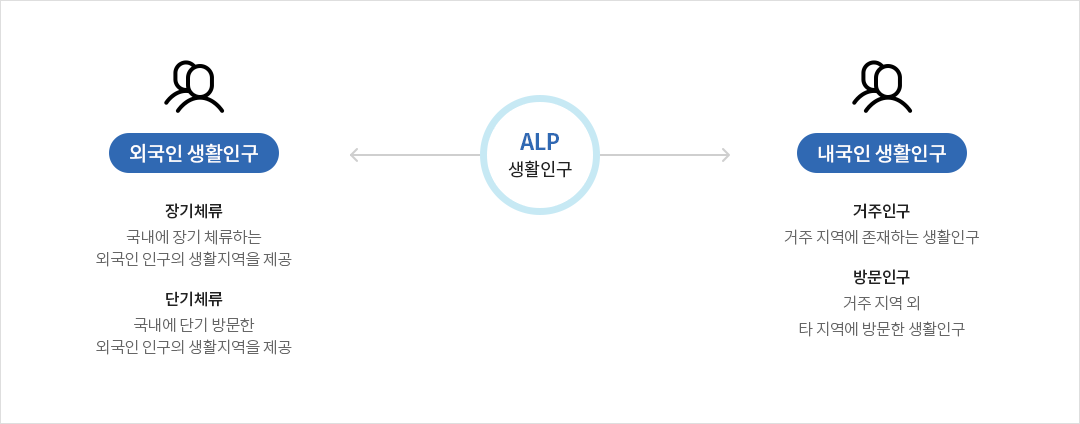 외국인 생활인구
장기체류
국내에 장기 체류하는
외국인 인구의 생활지역을 제공
단기체류
국내에 단기 방문한
외국인 인구의 생활지역을 제공
ALP
생활인구
내국인 생활인구
거주인구
거주 지역에 존재하는 생활인구
방문인구
거주 지역 외
타 지역에 방문한 생활인구